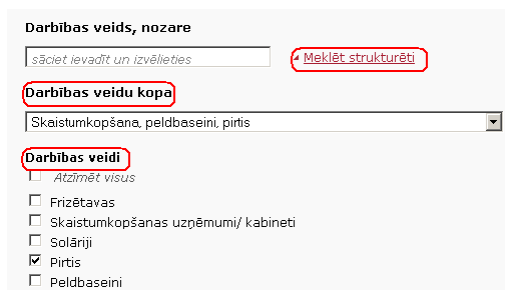 Darbības veids, nozare
sāciet ievadīt un izvēlieties
Meklēt strukturēti
Darbības veidu kopa
Skaistumkopšana, peldbaseini, pirtis
Darbības veidi
Atzīmēt visus
Frizētavas
Skaistumkopšanas uzņēmumi/ kabineti
Solāriji
Pirtis
Peldbaseini